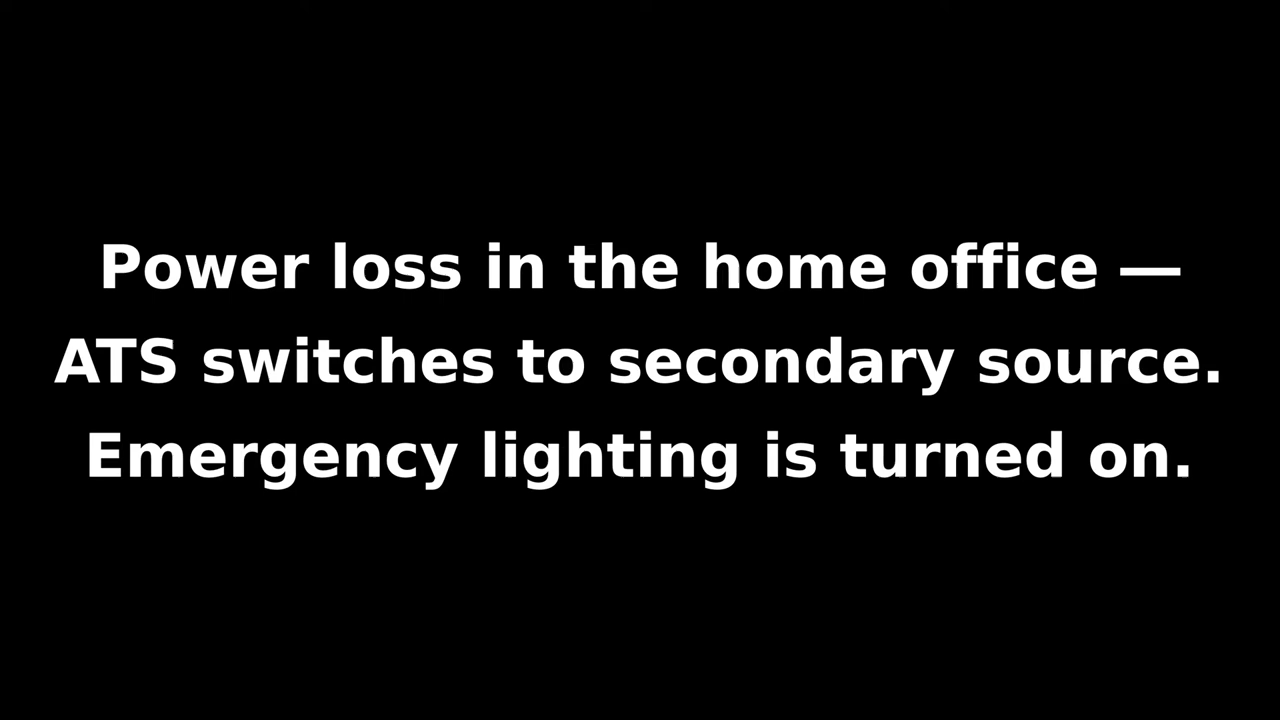 Power loss in the home office —
ATS switches to secondary source.
Emergency lighting is turned on.